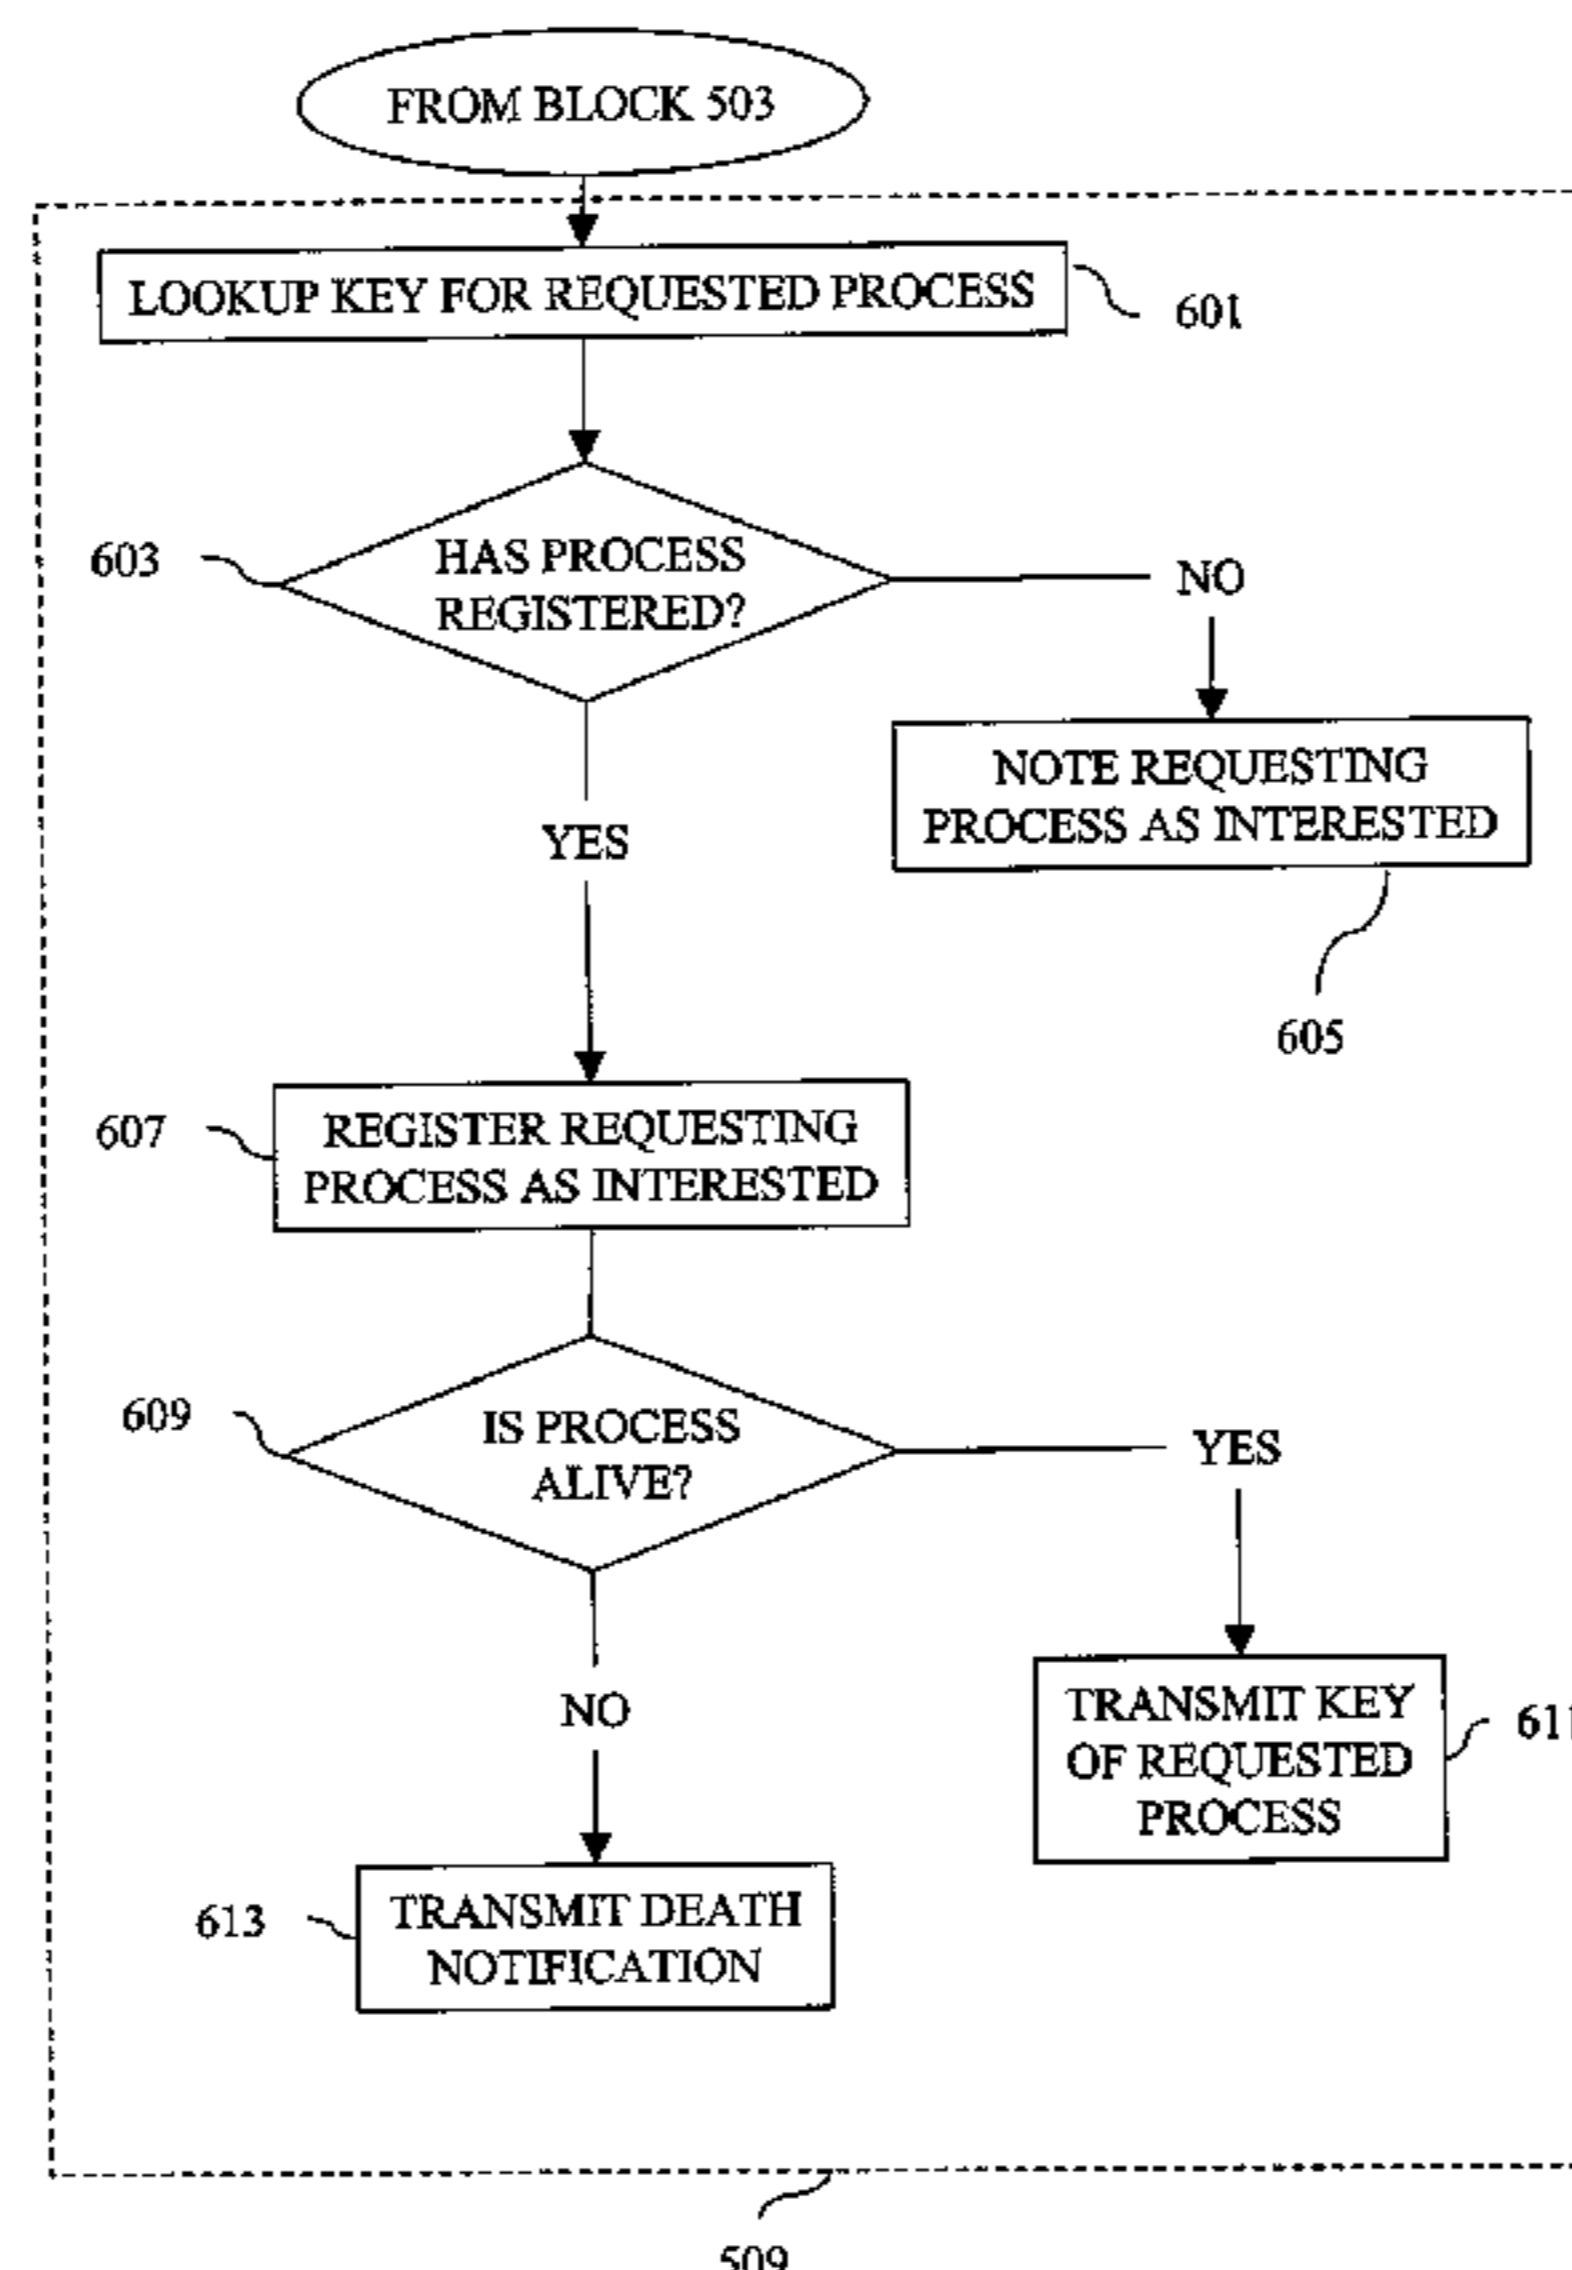 FROM BLOCK 503
LOOKUP KEY FOR REQUESTED PROCESS
601
603
HAS PROCESS
REGISTERED?
NO
NOTE REQUESTING
PROCESS AS INTERESTED
YES
605
607
REGISTER REQUESTING
PROCESS AS INTERESTED
609
IS PROCESS
ALIVE?
YES
NO
TRANSMIT KEY
OF REQUESTED
PROCESS
611
613
TRANSMIT DEATH
NOTIFICATION
509